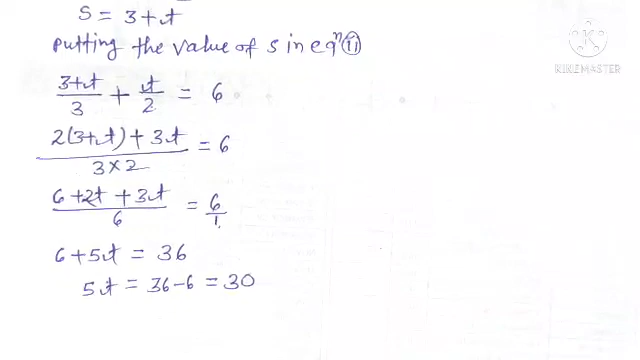 S = 3+t
putting the value of s in eqⁿ (ii)
(3+t)/3 + t/2 = 6
(2(3+t)+3t)/(3×2) = 6
(6+2t+3t)/6 = 6/1
6+5t = 36
5t = 36-6 = 30
KINEMASTER